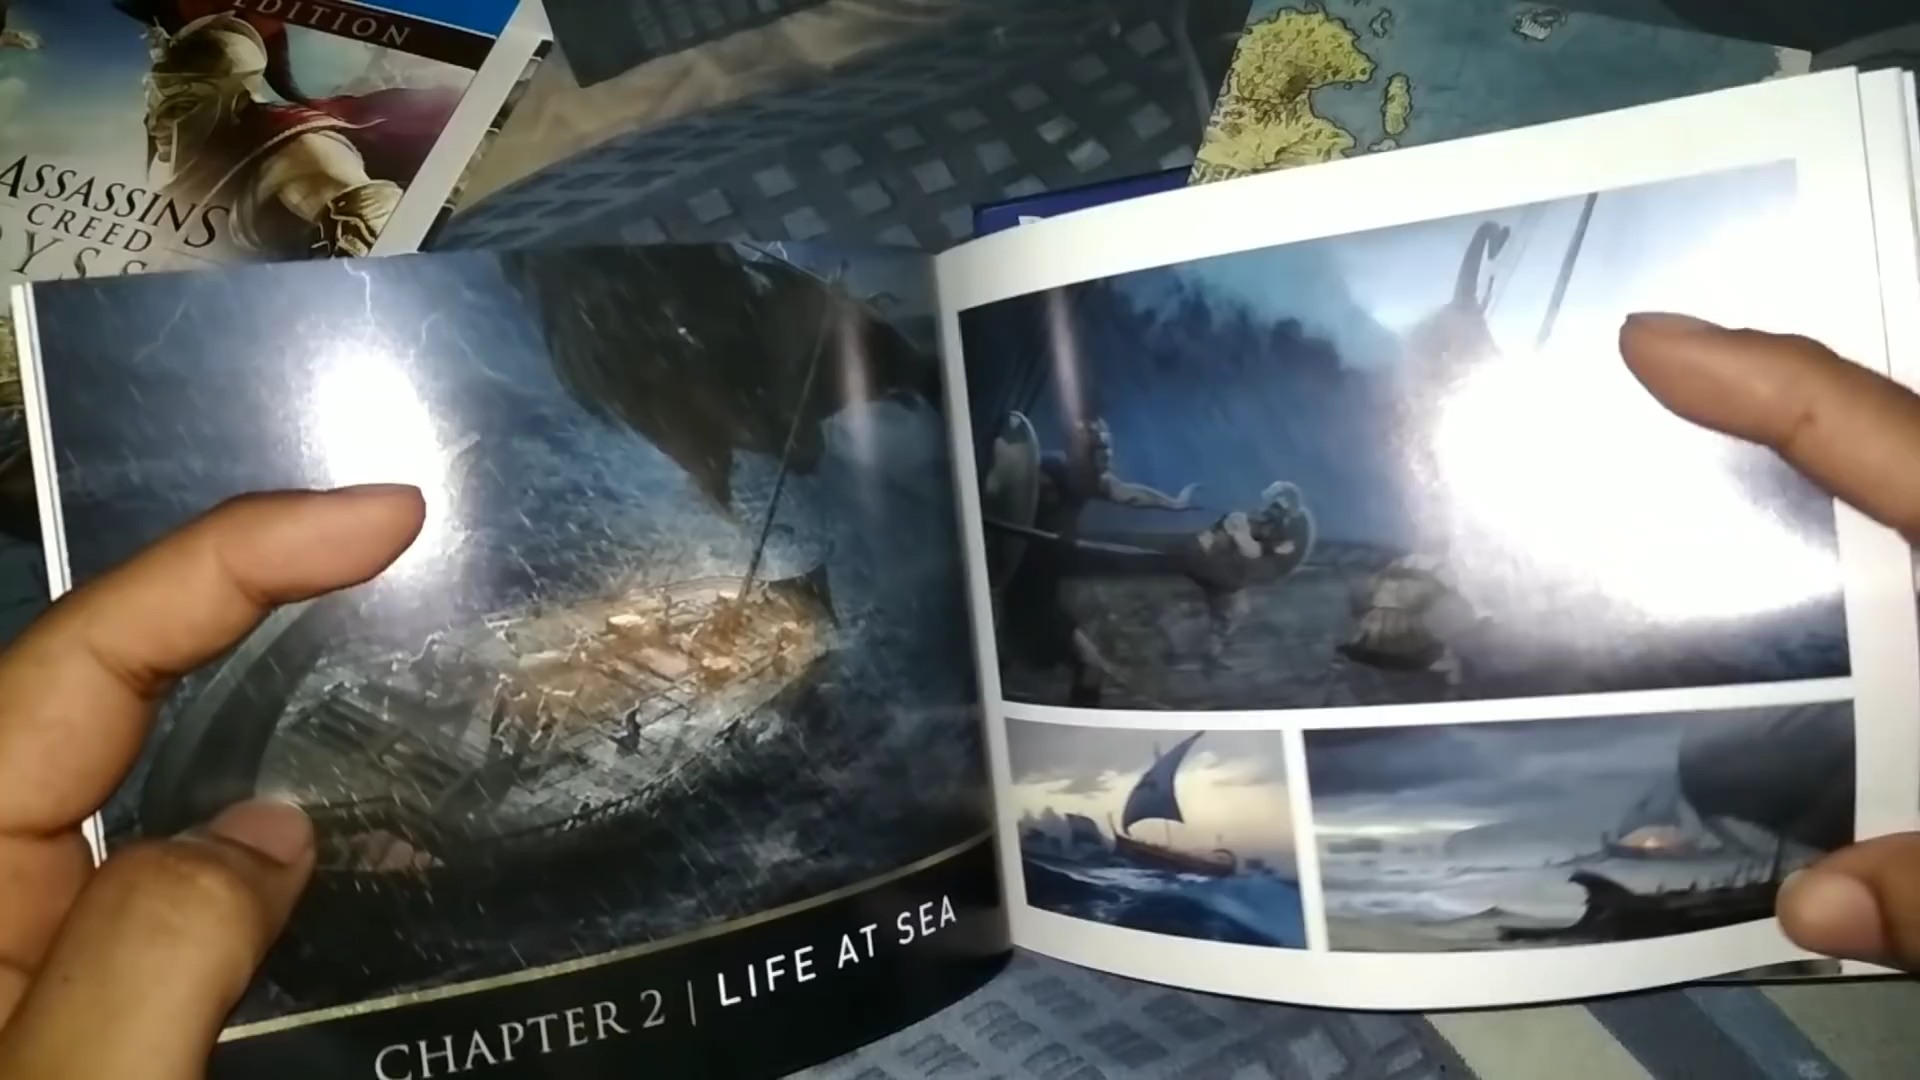 EDITION
ASSASSINS
CREED
YSS
CHAPTER 2 | LIFE AT SEA